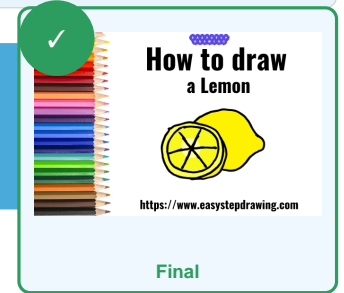 ✓
How to draw
a Lemon
https://www.easystepdrawing.com
Final